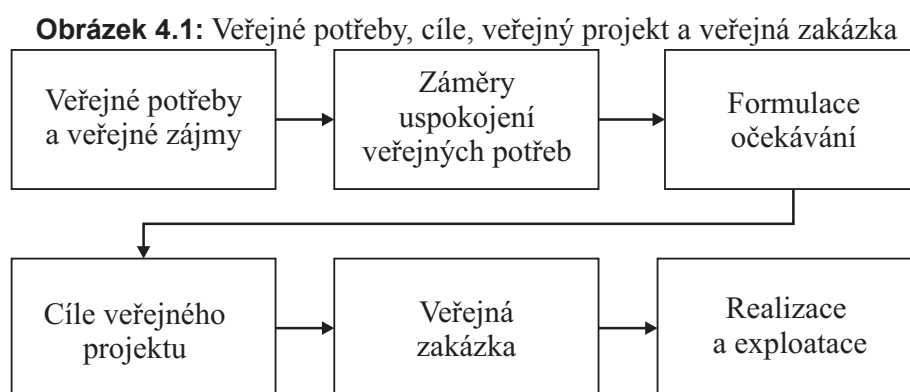 Obrázek 4.1: Veřejné potřeby, cíle, veřejný projekt a veřejná zakázka
Veřejné potřeby
a veřejné zájmy
Záměry
uspokojení
veřejných potřeb
Formulace
očekávání
Cíle veřejného
projektu
Veřejná
zakázka
Realizace
a exploatace